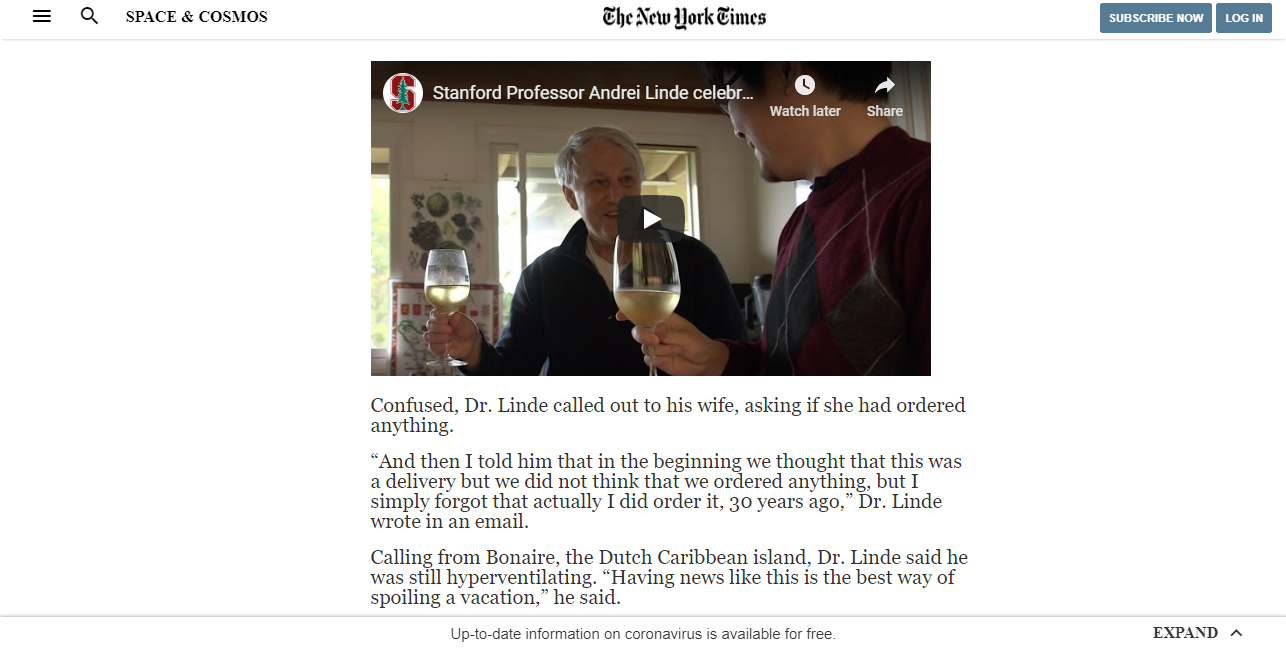 SPACE & COSMOS
The New York Times
SUBSCRIBE NOW
LOG IN
Stanford Professor Andrei Linde celebr...
Watch later
Share
Confused, Dr. Linde called out to his wife, asking if she had ordered
anything.
“And then I told him that in the beginning we thought that this was
a delivery but we did not think that we ordered anything, but I
simply forgot that actually I did order it, 30 years ago,” Dr. Linde
wrote in an email.
Calling from Bonaire, the Dutch Caribbean island, Dr. Linde said he
was still hyperventilating. “Having news like this is the best way of
spoiling a vacation,” he said.
Up-to-date information on coronavirus is available for free.
EXPAND